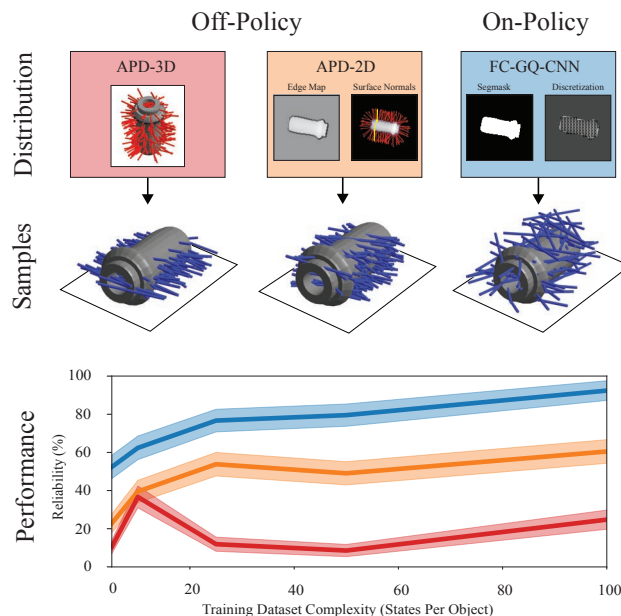 Off-Policy
On-Policy
Distribution
APD-3D
APD-2D
Edge Map
Surface Normals
FC-GQ-CNN
Segmask
Discretization
Samples
Performance
Reliability (%)
100
80
60
40
20
0
0
20
40
60
80
100
Training Dataset Complexity (States Per Object)